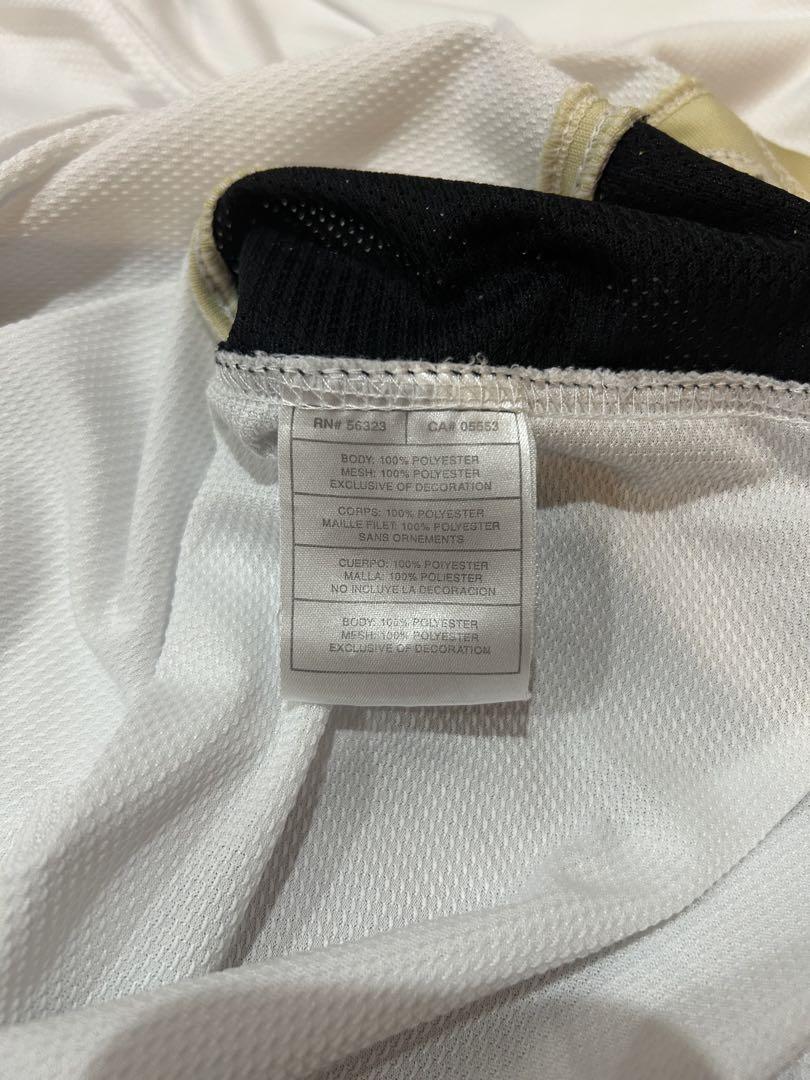 RN# 56323 CA# 05553
BODY: 100% POLYESTER
MESH: 100% POLYESTER
EXCLUSIVE OF DECORATION
CORPS: 100% POLYESTER
MAILLE FILET: 100% POLYESTER
SANS ORNEMENTS
CUERPO: 100% POIYESTER
MALLA: 100% POLIESTER
NO INCLUYE LA DECORACION
BODY: 100% POLYESTER
MESH: 100% POLYESTER
EXCLUSIVE OF DECORATION